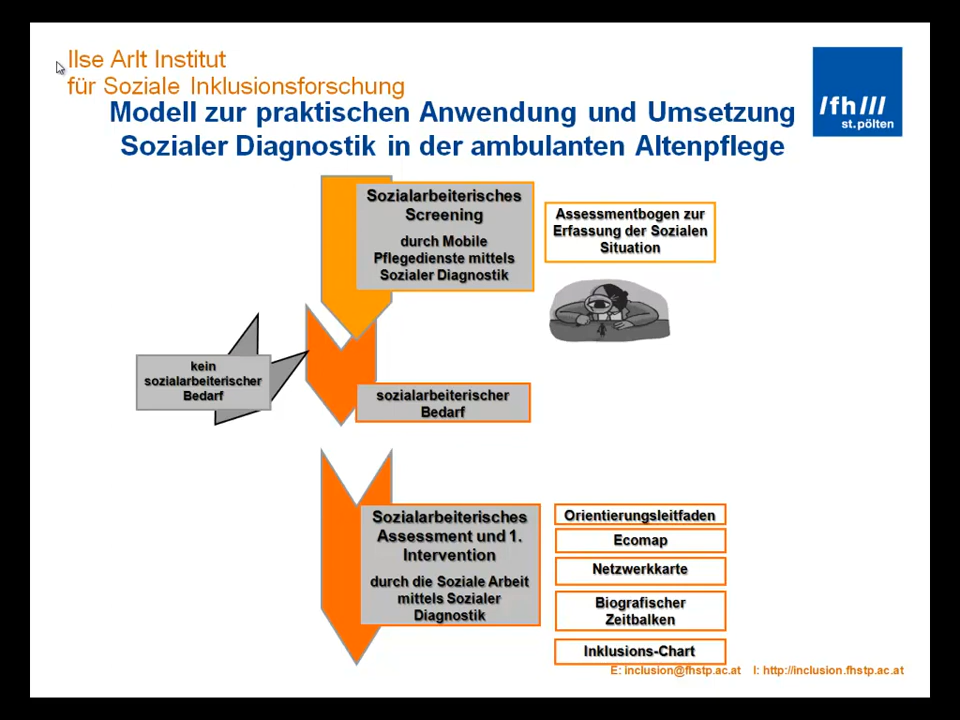 Ilse Arlt Institut
für Soziale Inklusionsforschung
Modell zur praktischen Anwendung und Umsetzung
Sozialer Diagnostik in der ambulanten Altenpflege
/fh///
st.pölten
Sozialarbeiterisches
Screening
durch Mobile
Pflegedienste mittels
Sozialer Diagnostik
Assessmentbogen zur
Erfassung der Sozialen
Situation
kein
sozialarbeiterischer
Bedarf
sozialarbeiterischer
Bedarf
Sozialarbeiterisches
Assessment und 1.
Intervention
durch die Soziale Arbeit
mittels Sozialer
Diagnostik
Orientierungsleitfaden
Ecomap
Netzwerkkarte
Biografischer
Zeitbalken
Inklusions-Chart
E: inclusion@fhstp.ac.at I: http://inclusion.fhstp.ac.at